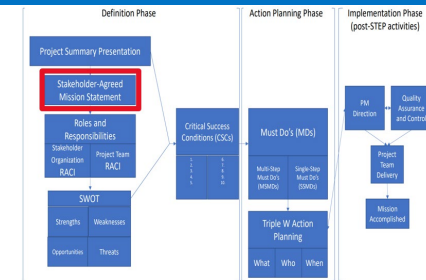 Definition Phase
Action Planning Phase
Implementation Phase
(post-STEP activities)
Project Summary Presentation
Stakeholder-Agreed
Mission Statement
Roles and
Responsibilities
Stakeholder
Organization
RACI
Project Team
RACI
SWOT
Strengths
Weaknesses
Opportunities
Threats
Critical Success
Conditions (CSCs)
Must Do's (MDs)
Multi-Step
Must Do's
(MSMDs)
Single-Step
Must Do's
(SSMDs)
Triple W Action
Planning
What
Who
When
PM
Direction
Quality
Assurance
and Control
Project
Team
Delivery
Mission
Accomplished